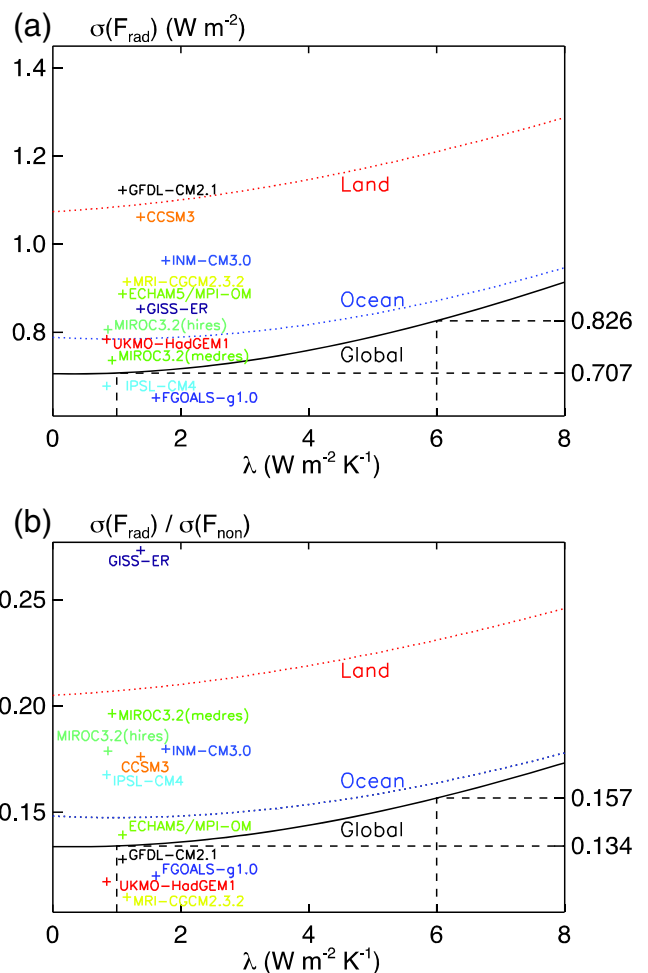 (a) σ(F_rad) (W m⁻²)
1.4
1.2
1.0
0.8
GFDL-CM2.1
CCSM3
Land
INM-CM3.0
MRI-CGCM2.3.2
ECHAM5/MPI-OM
GISS-ER
Ocean
MIROC3.2(hires)
UKMO-HadGEM1
MIROC3.2(medres)
Global
IPSL-CM4
FGOALS-g1.0
0.826
0.707
0 2 4 6 8
λ (W m⁻² K⁻¹)
(b) σ(F_rad) / σ(F_non)
GISS-ER
0.25
0.20
0.15
Land
MIROC3.2(medres)
MIROC3.2(hires)
INM-CM3.0
CCSM3
IPSL-CM4
Ocean
ECHAM5/MPI-OM
Global
GFDL-CM2.1
FGOALS-g1.0
UKMO-HadGEM1
MRI-CGCM2.3.2
0.157
0.134
0 2 4 6 8
λ (W m⁻² K⁻¹)